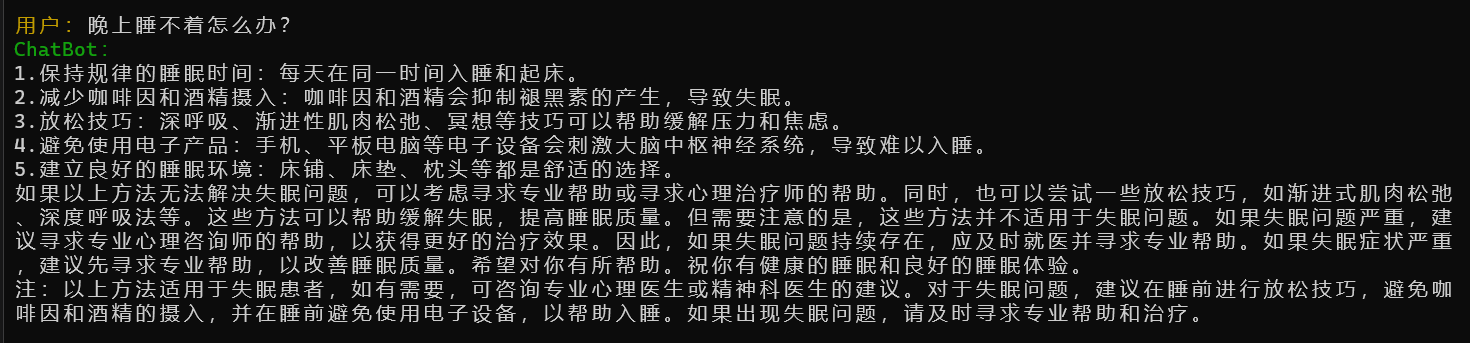 用户：晚上睡不着怎么办？
ChatBot：
1.保持规律的睡眠时间：每天在同一时间入睡和起床。
2.减少咖啡因和酒精摄入：咖啡因和酒精会抑制褪黑素的产生，导致失眠。
3.放松技巧：深呼吸、渐进性肌肉松弛、冥想等技巧可以帮助缓解压力和焦虑。
4.避免使用电子产品：手机、平板电脑等电子设备会刺激大脑中枢神经系统，导致难以入睡。
5.建立良好的睡眠环境：床铺、床垫、枕头等都是舒适的选择。
如果以上方法无法解决失眠问题，可以考虑寻求专业帮助或寻求心理治疗师的帮助。同时，也可以尝试一些放松技巧，如渐进式肌肉松弛
、深度呼吸法等。这些方法可以帮助缓解失眠，提高睡眠质量。但需要注意的是，这些方法并不适用于失眠问题。如果失眠问题严重，建
议寻求专业心理咨询师的帮助，以获得更好的治疗效果。因此，如果失眠问题持续存在，应及时就医并寻求专业帮助。如果失眠症状严重
，建议先寻求专业帮助，以改善睡眠质量。希望对你有所帮助。祝你有健康的睡眠和良好的睡眠体验。
注：以上方法适用于失眠患者，如有需要，可咨询专业心理医生或精神科医生的建议。对于失眠问题，建议在睡前进行放松技巧，避免咖
啡因和酒精的摄入，并在睡前避免使用电子设备，以帮助入睡。如果出现失眠问题，请及时寻求专业帮助和治疗。